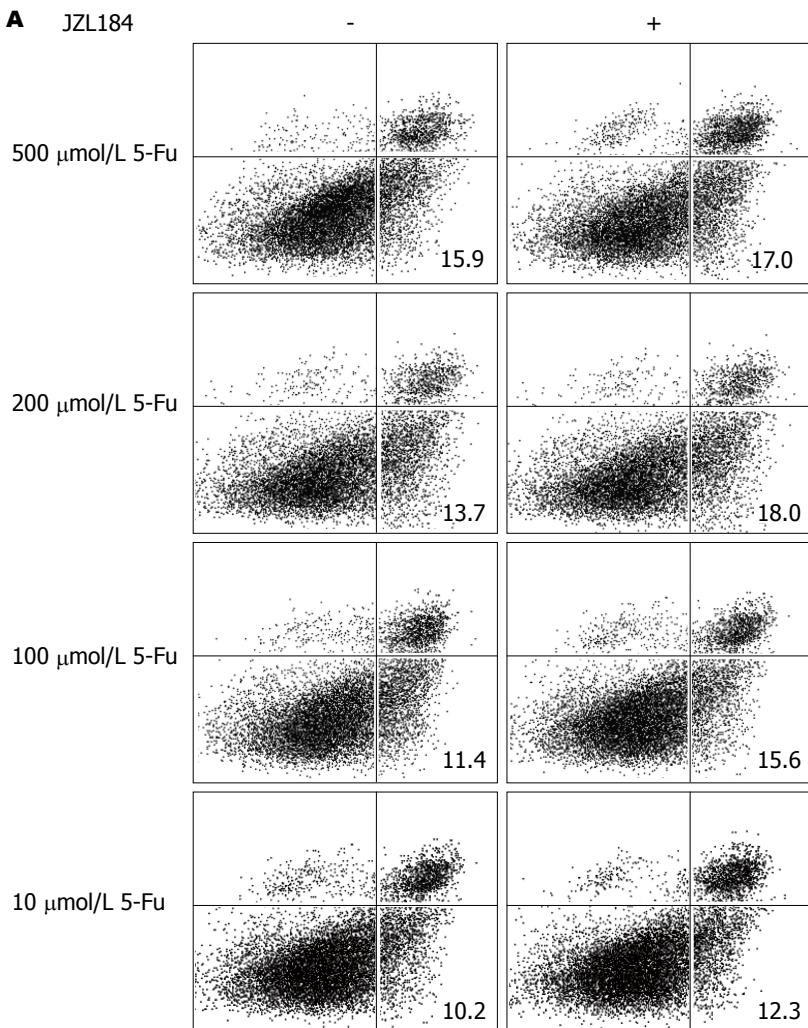 A JZL184 - +
500 μmol/L 5-Fu
15.9 17.0
200 μmol/L 5-Fu
13.7 18.0
100 μmol/L 5-Fu
11.4 15.6
10 μmol/L 5-Fu
10.2 12.3